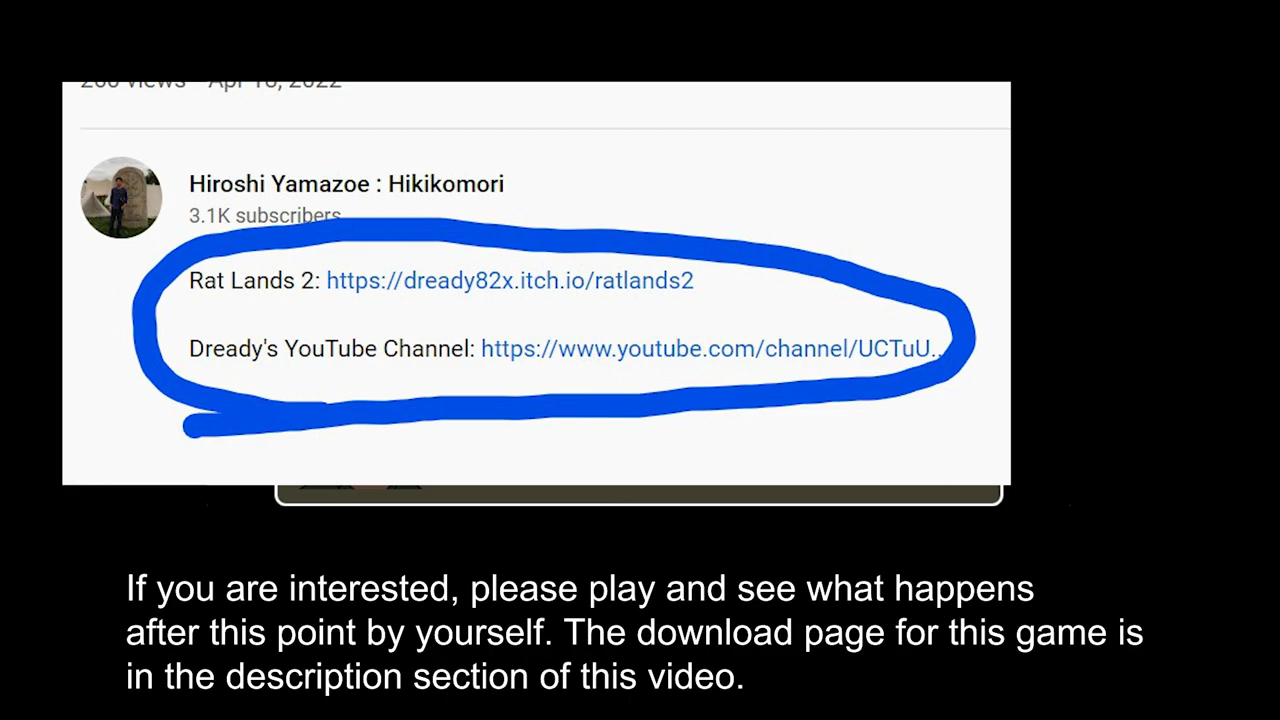 Hiroshi Yamazoe : Hikikomori
3.1K subscribers
Rat Lands 2: https://dready82x.itch.io/ratlands2
Dready's YouTube Channel: https://www.youtube.com/channel/UCTuU...
If you are interested, please play and see what happens
after this point by yourself. The download page for this game is
in the description section of this video.